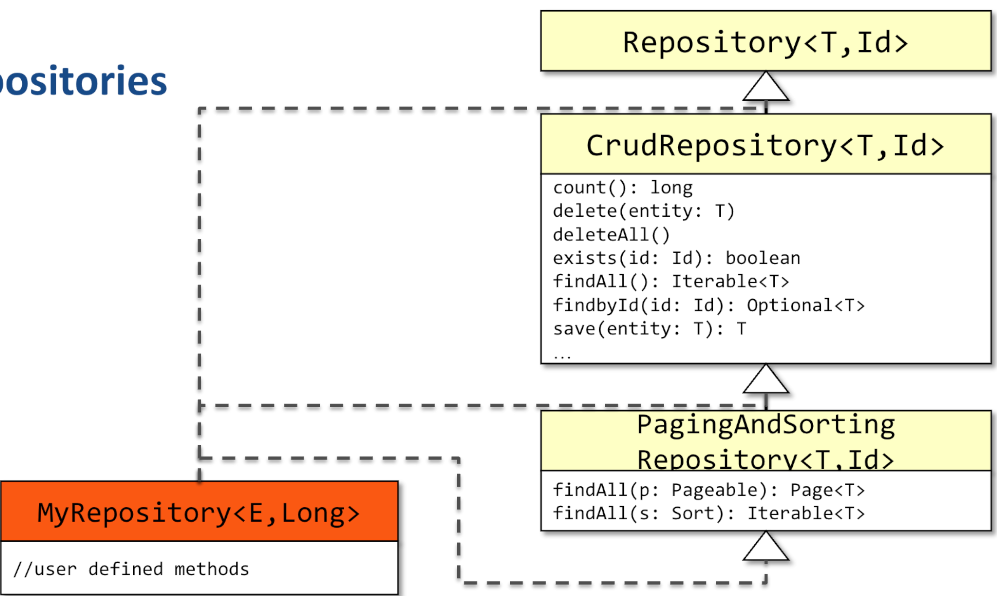 positories
Repository<T,Id>
CrudRepository<T,Id>
count(): long
delete(entity: T)
deleteAll()
exists(id: Id): boolean
findAll(): Iterable<T>
findbyId(id: Id): Optional<T>
save(entity: T): T
...
PagingAndSorting
Repository<T,Id>
findAll(p: Pageable): Page<T>
findAll(s: Sort): Iterable<T>
MyRepository<E,Long>
//user defined methods